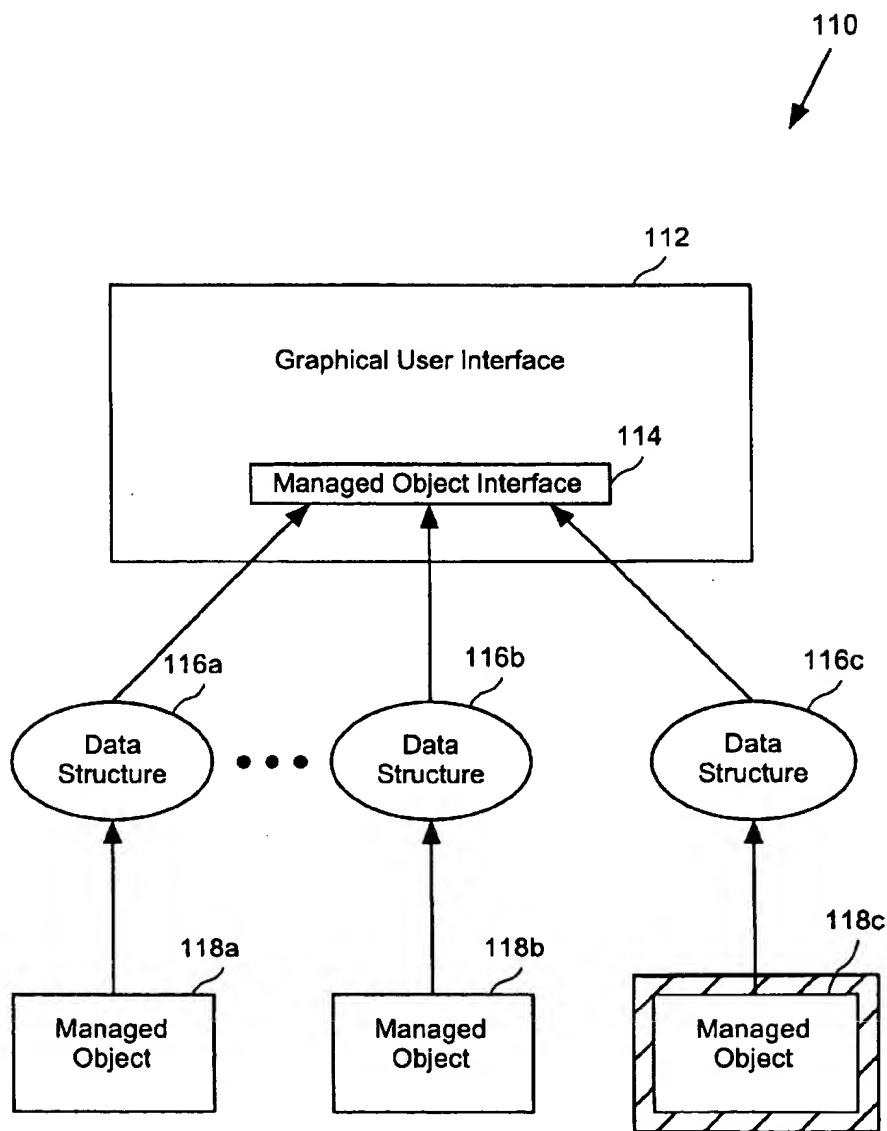 110
112
Graphical User Interface
114
Managed Object Interface
116a
116b
116c
Data
Structure
Data
Structure
Data
Structure
118a
118b
118c
Managed
Object
Managed
Object
Managed
Object